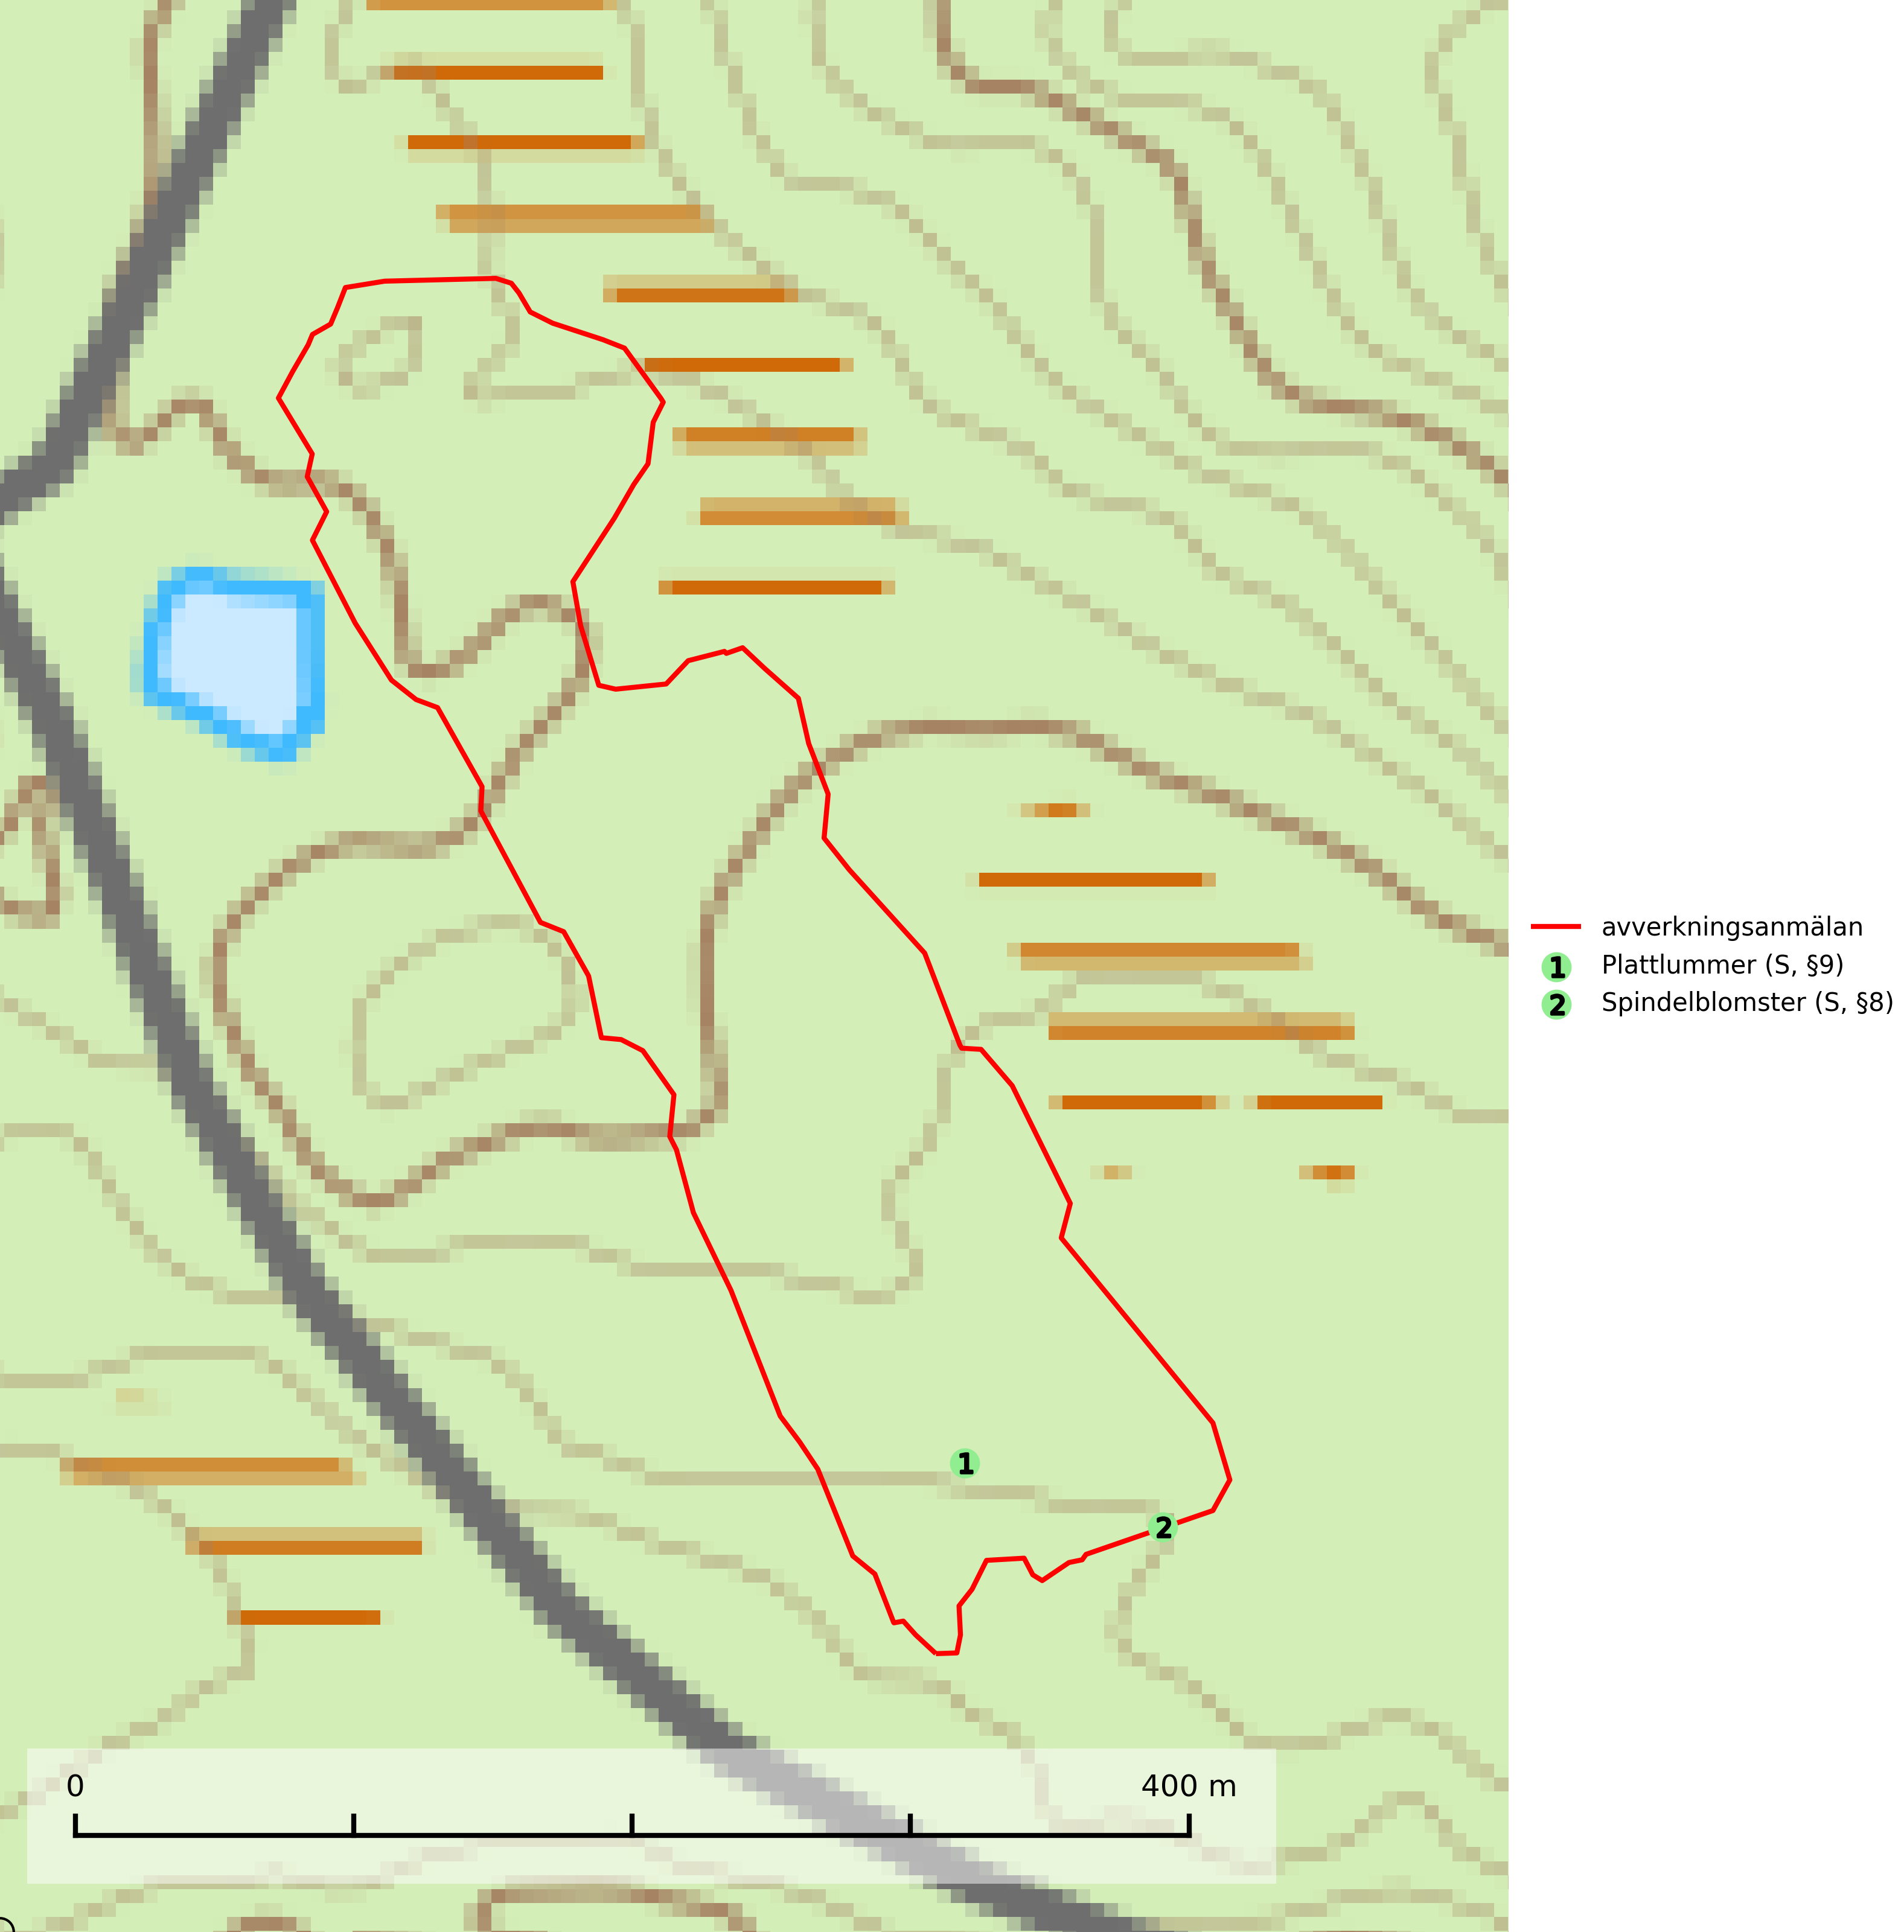 avverkningsanmälan
1 Plattlummer (S, §9)
2 Spindelblomster (S, §8)
1
2
0 400 m